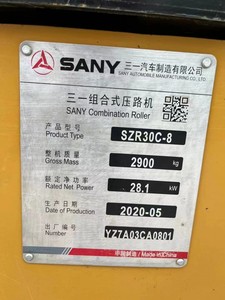 SANY 三一汽车制造有限公司
SANY AUTOMOBILE MANUFACTURING CO., LTD.
三一组合式压路机
SANY Combination Roller
产品型号 SZR30C-8
Product Type
整机质量 2900 kg
Gross Mass
额定净功率 28.1 kW
Rated Net Power
生产日期 2020-05
Date of Production
出厂编号 YZ7A03CA0801
Number
中国制造 Made in China